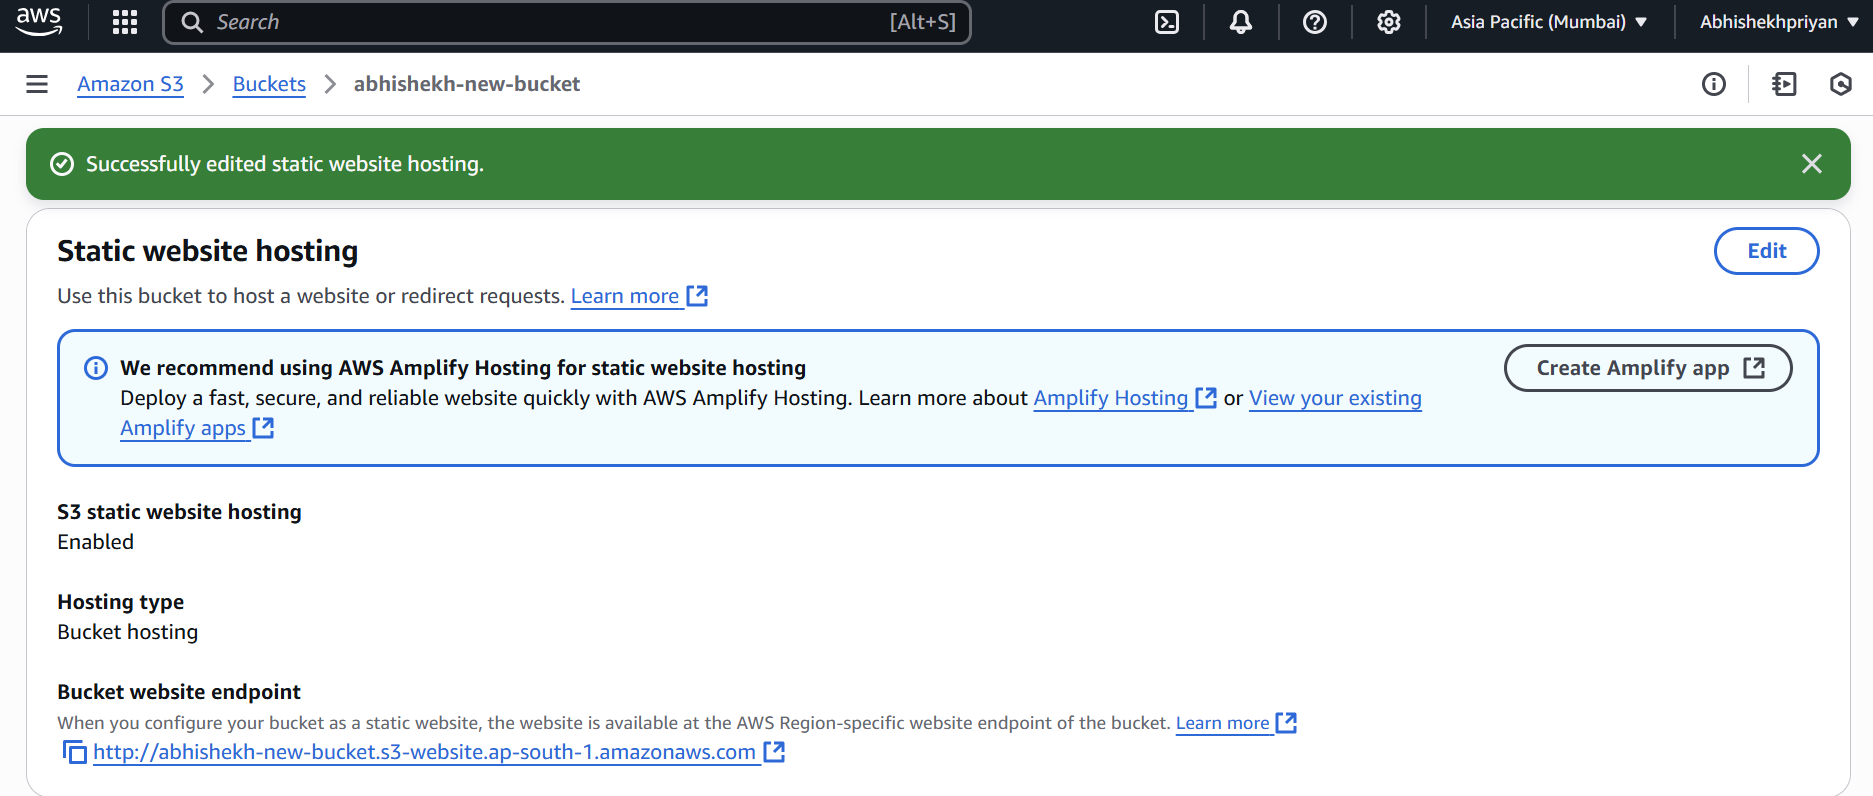 aws Search [Alt+S] Asia Pacific (Mumbai) Abhishekhpriyan
Amazon S3 Buckets abhishekh-new-bucket
Successfully edited static website hosting.
Static website hosting Edit
Use this bucket to host a website or redirect requests. Learn more
We recommend using AWS Amplify Hosting for static website hosting Create Amplify app
Deploy a fast, secure, and reliable website quickly with AWS Amplify Hosting. Learn more about Amplify Hosting or View your existing
Amplify apps
S3 static website hosting
Enabled
Hosting type
Bucket hosting
Bucket website endpoint
When you configure your bucket as a static website, the website is available at the AWS Region-specific website endpoint of the bucket. Learn more
http://abhishekh-new-bucket.s3-website.ap-south-1.amazonaws.com